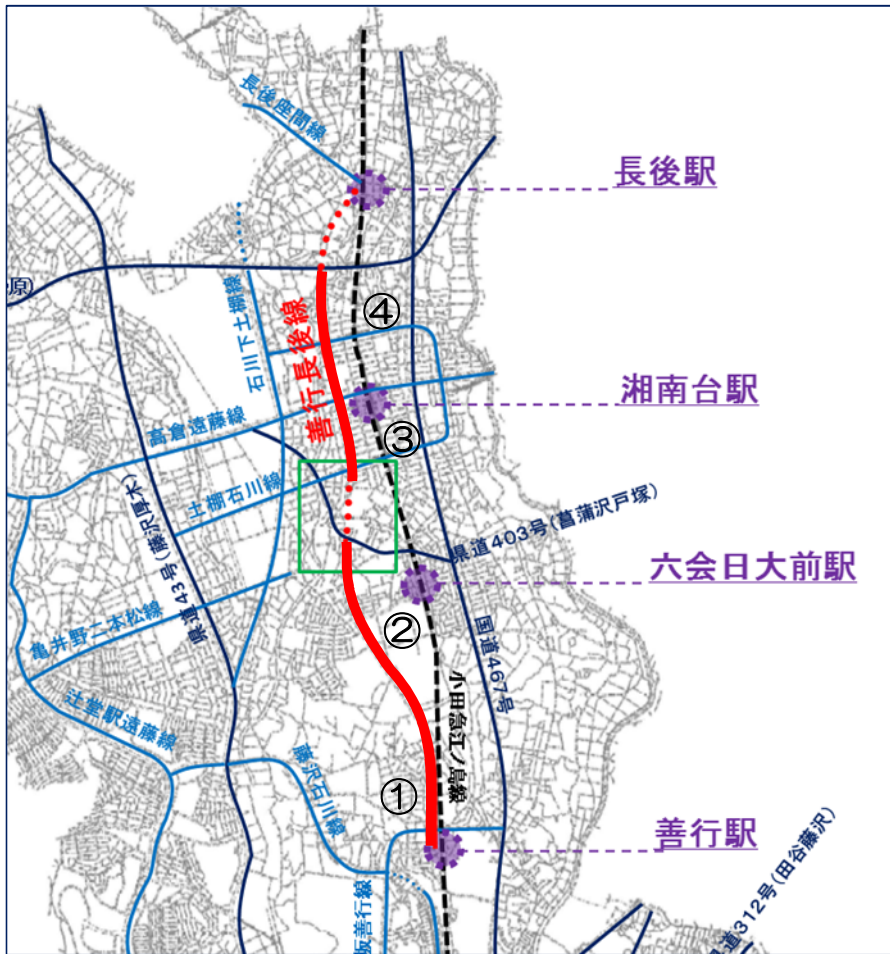 長後座間線
長後駅
原)
石川下土棚線
善行長後線
④
湘南台駅
高倉遠藤線
③
土棚石川線
県道43号(藤沢厚木)
県道403号(菖蒲沢戸塚)
六会日大前駅
亀井野二本松線
②
国道467号
小田急江ノ島線
辻堂駅遠藤線
藤沢石川線
①
善行駅
善行線
道312号(田谷藤沢)